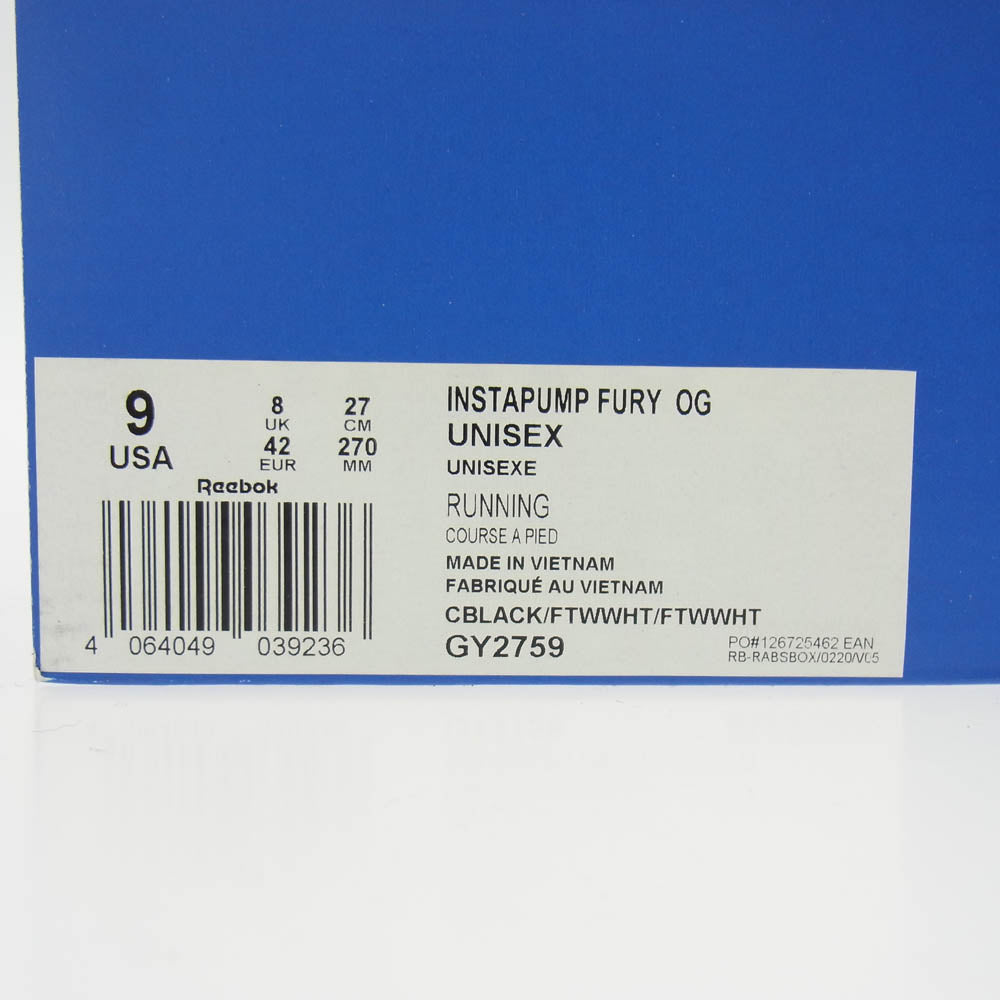 9
USA
8
UK
42
EUR
27
CM
270
MM
Reebok
4 064049 039236
INSTAPUMP FURY OG
UNISEX
UNISEXE
RUNNING
COURSE A PIED
MADE IN VIETNAM
FABRIQUÉ AU VIETNAM
CBLACK/FTWWHT/FTWWHT
GY2759
PO#126725462 EAN
RB-RABSBOX/0220/V05